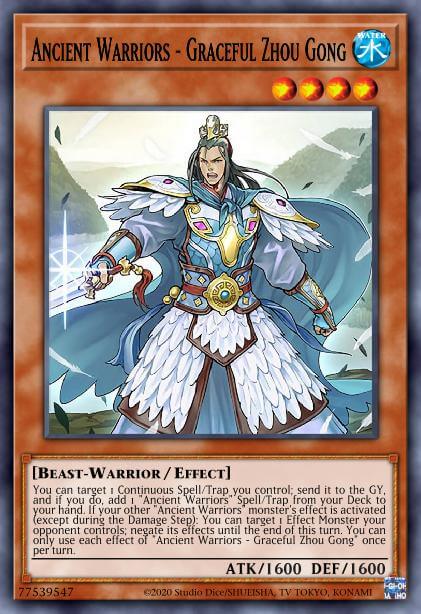 Ancient Warriors - Graceful Zhou Gong
WATER
水
[Beast-Warrior / Effect]
You can target 1 Continuous Spell/Trap you control; send it to the GY,
and if you do, add 1 "Ancient Warriors" Spell/Trap from your Deck to
your hand. If your other "Ancient Warriors" monster's effect is activated
(except during the Damage Step): You can target 1 Effect Monster your
opponent controls; negate its effects until the end of this turn. You can
only use each effect of "Ancient Warriors - Graceful Zhou Gong" once
per turn.
ATK/1600 DEF/1600
77539547
©2020 Studio Dice/SHUEISHA, TV TOKYO, KONAMI